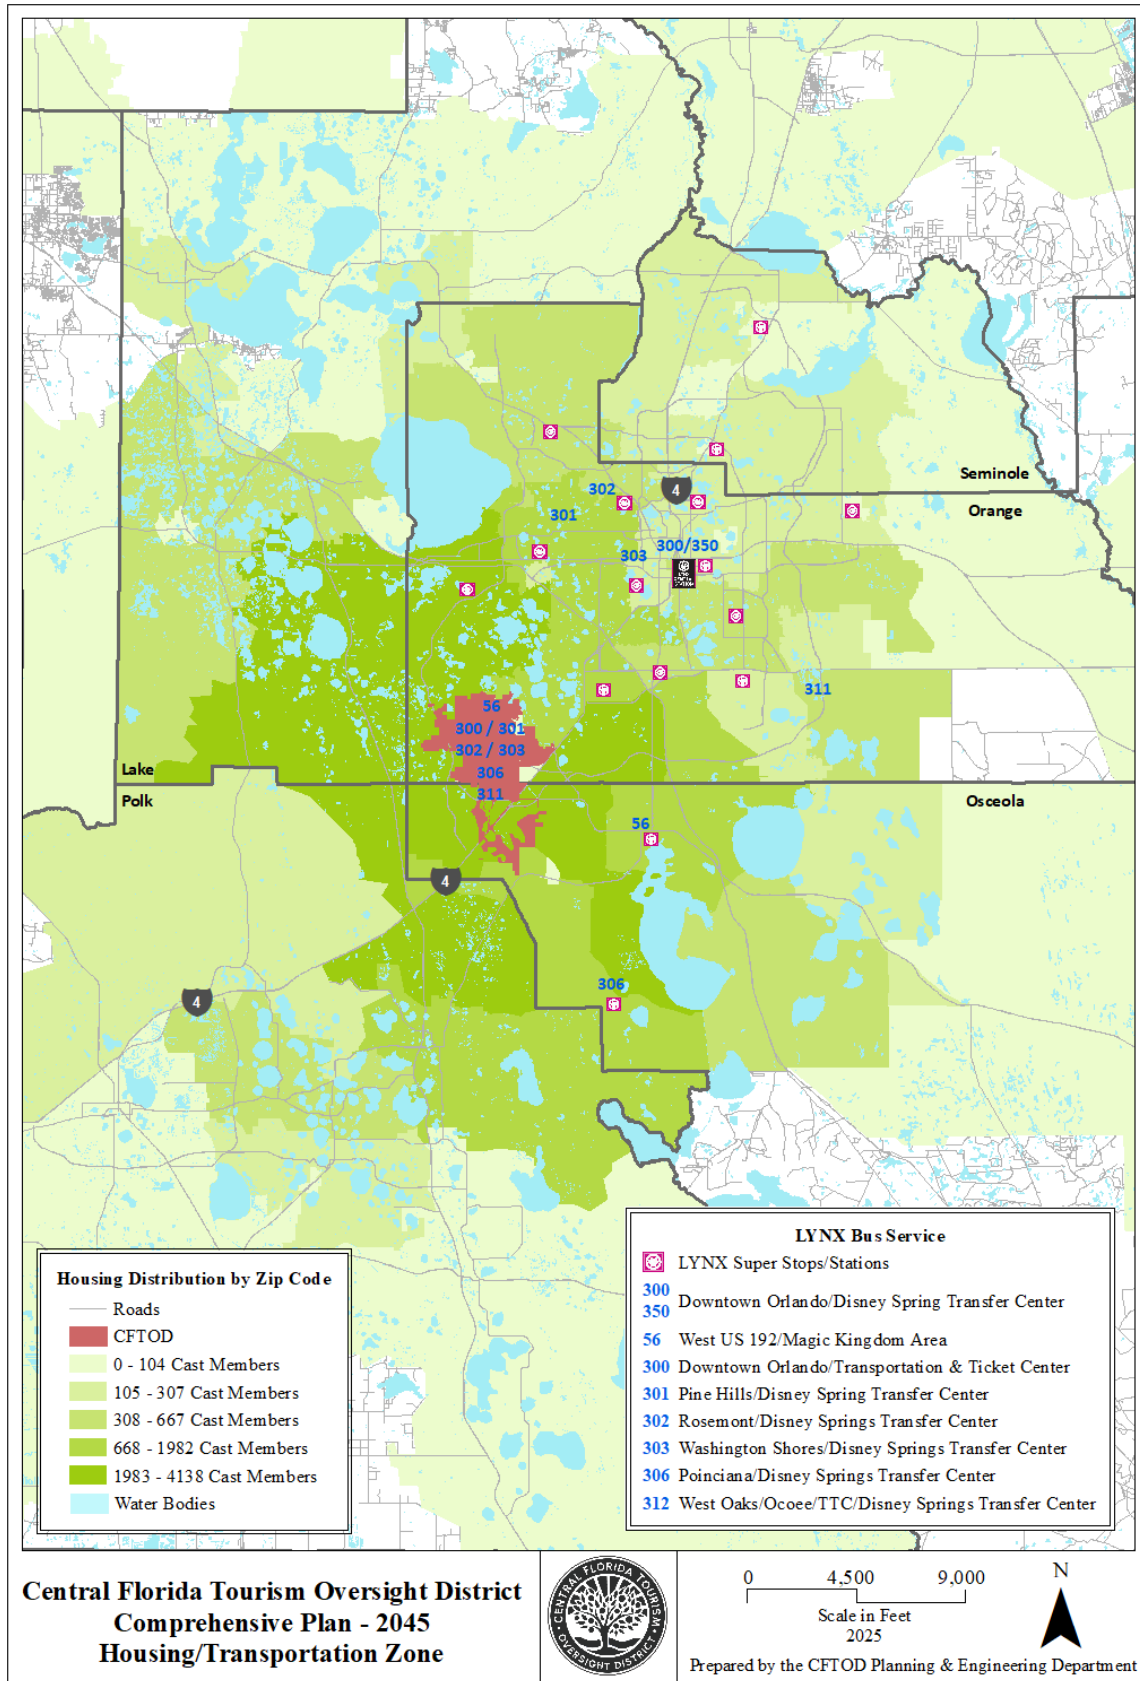 Seminole
Orange
302
4
301
300/350
303
311
56
300 / 301
302 / 303
306
311
Lake
Polk
Osceola
56
4
306
4
Housing Distribution by Zip Code
Roads
CFTOD
0 - 104 Cast Members
105 - 307 Cast Members
308 - 667 Cast Members
668 - 1982 Cast Members
1983 - 4138 Cast Members
Water Bodies
LYNX Bus Service
LYNX Super Stops/Stations
300
350 Downtown Orlando/Disney Spring Transfer Center
56 West US 192/Magic Kingdom Area
300 Downtown Orlando/Transportation & Ticket Center
301 Pine Hills/Disney Spring Transfer Center
302 Rosemont/Disney Springs Transfer Center
303 Washington Shores/Disney Springs Transfer Center
306 Poinciana/Disney Springs Transfer Center
312 West Oaks/Ocoee/TTC/Disney Springs Transfer Center
Central Florida Tourism Oversight District
Comprehensive Plan - 2045
Housing/Transportation Zone
CENTRAL FLORIDA TOURISM
OVERSIGHT DISTRICT
0 4,500 9,000
Scale in Feet
2025
N
Prepared by the CFTOD Planning & Engineering Department